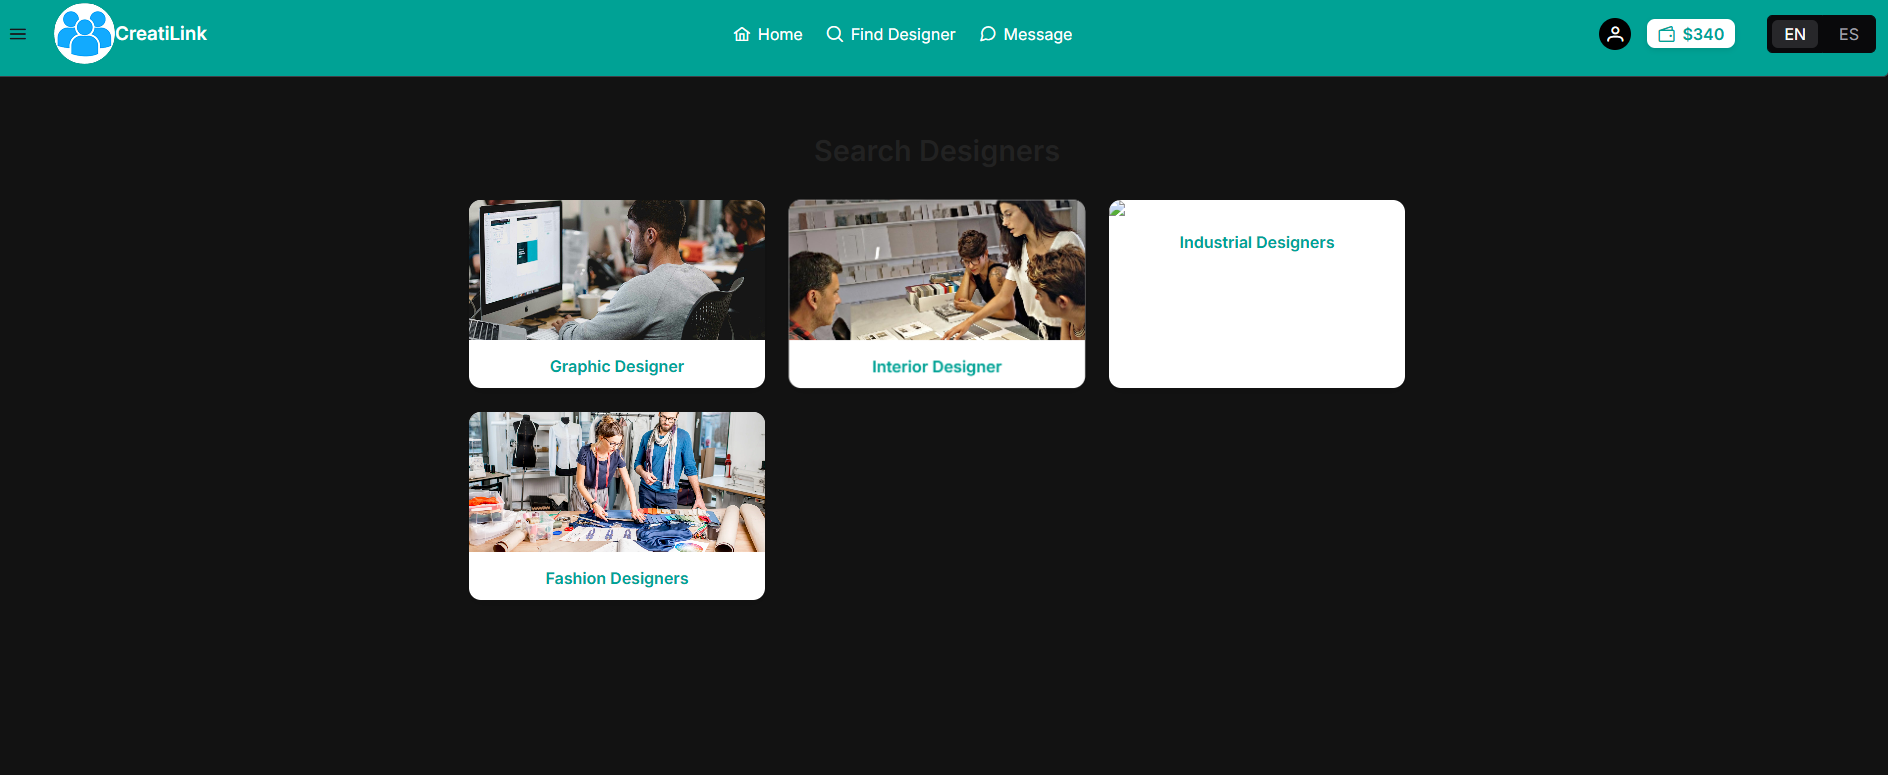 CreatiLink
Home
Find Designer
Message
$340
EN
ES
Search Designers
Graphic Designer
Interior Designer
Industrial Designers
Fashion Designers